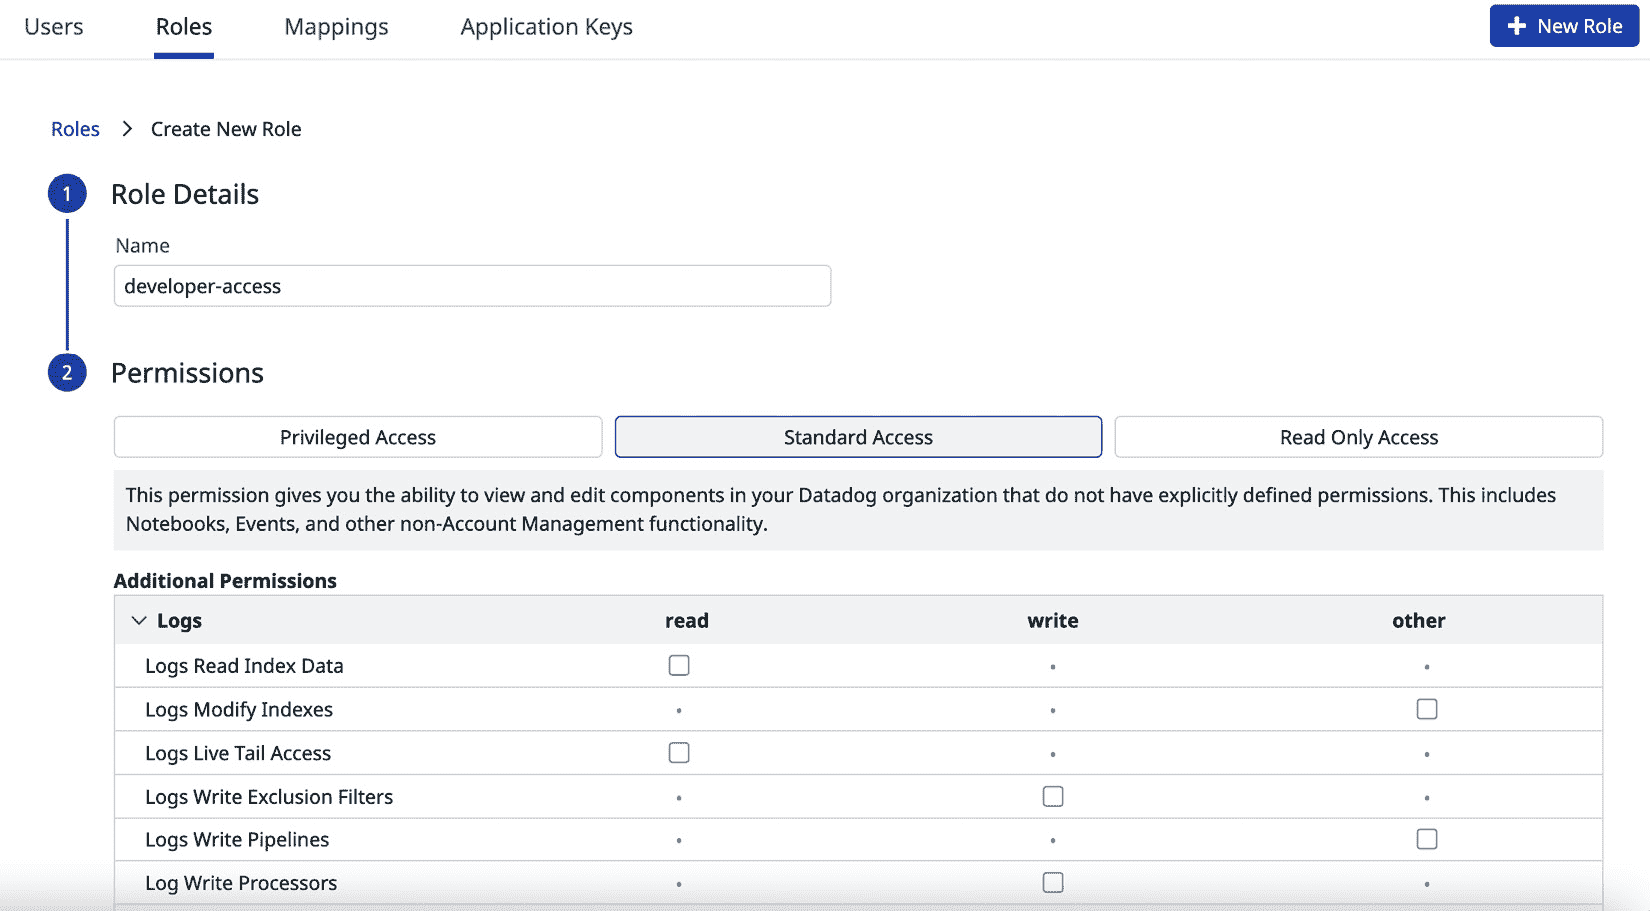 Users Roles Mappings Application Keys + New Role
Roles > Create New Role
1 Role Details
Name
developer-access
2 Permissions
Privileged Access Standard Access Read Only Access
This permission gives you the ability to view and edit components in your Datadog organization that do not have explicitly defined permissions. This includes
Notebooks, Events, and other non-Account Management functionality.
Additional Permissions
Logs read write other
Logs Read Index Data
Logs Modify Indexes
Logs Live Tail Access
Logs Write Exclusion Filters
Logs Write Pipelines
Log Write Processors